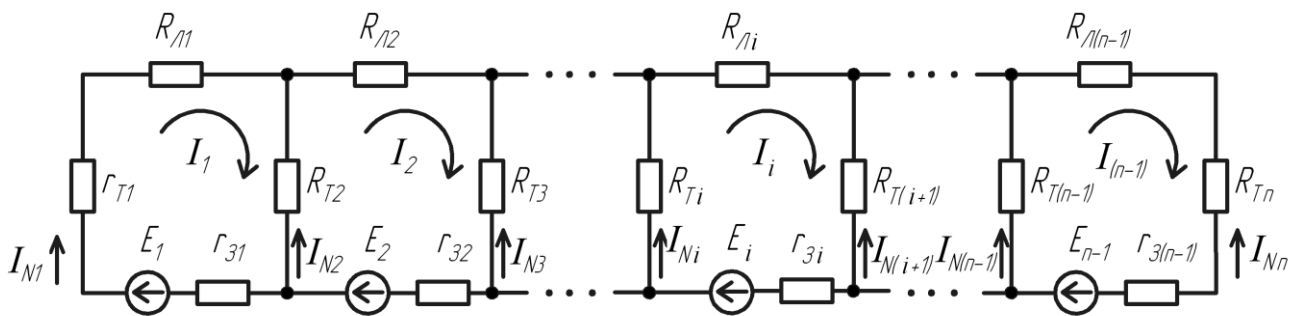 R_Л1 R_Л2 R_Лi R_Л(n-1)
I_1 I_2 I_i I_(n-1)
r_T1 R_T2 R_T3 R_Ti R_T(i+1) R_T(n-1) R_Tn
I_N1 E_1 r_З1 I_N2 E_2 r_З2 I_N3 I_Ni E_i r_Зi I_N(i+1) I_N(n-1) E_n-1 r_З(n-1) I_Nn